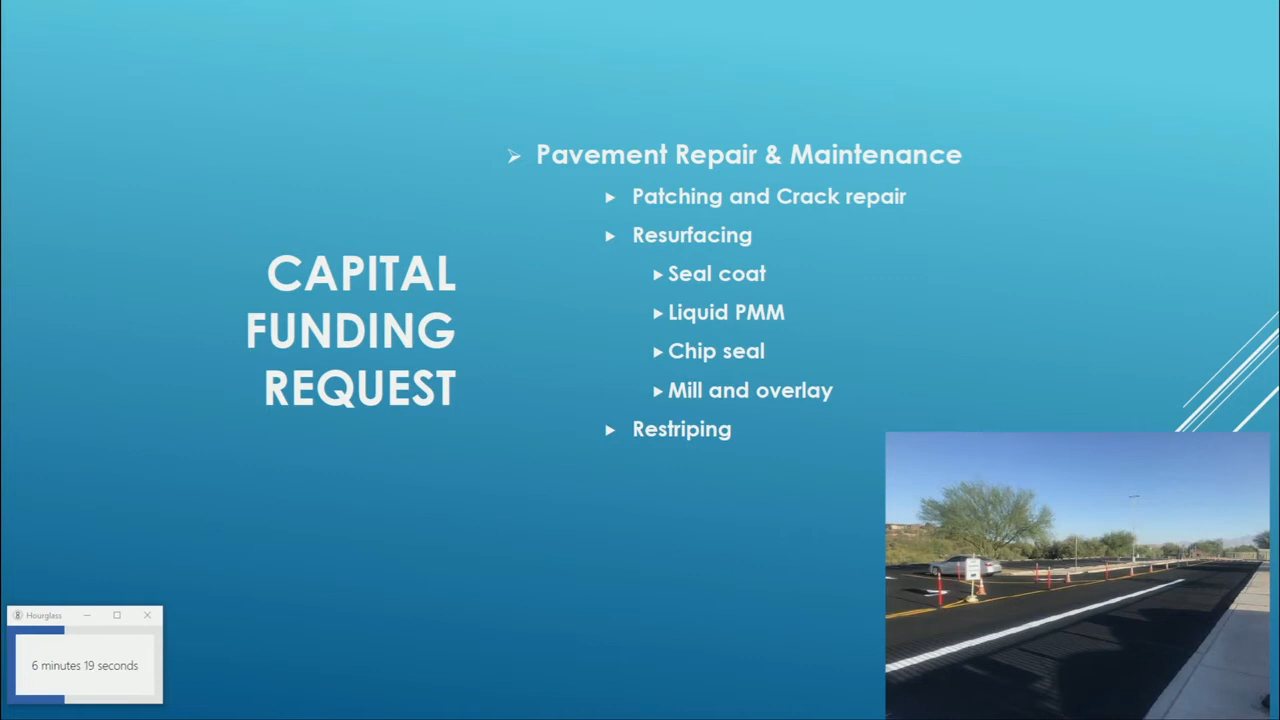 CAPITAL
FUNDING
REQUEST
Pavement Repair & Maintenance
Patching and Crack repair
Resurfacing
Seal coat
Liquid PMM
Chip seal
Mill and overlay
Restriping
Hourglass
6 minutes 19 seconds